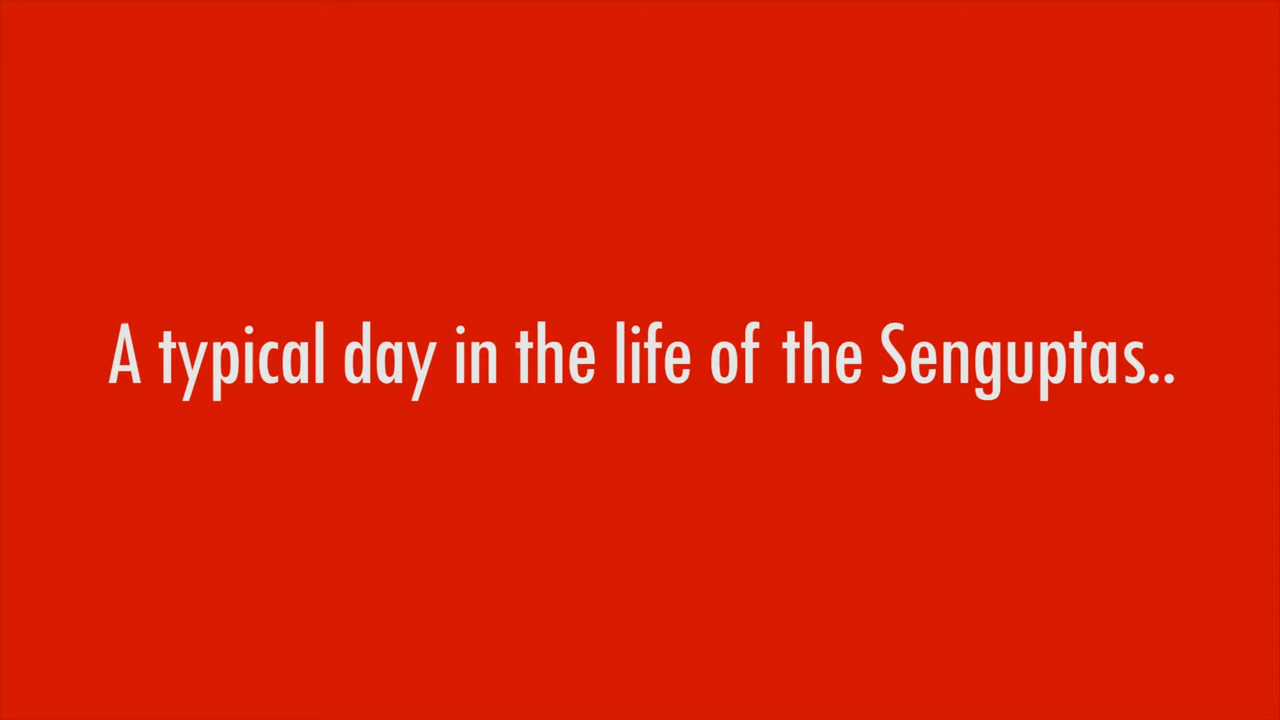 A typical day in the life of the Senguptas..